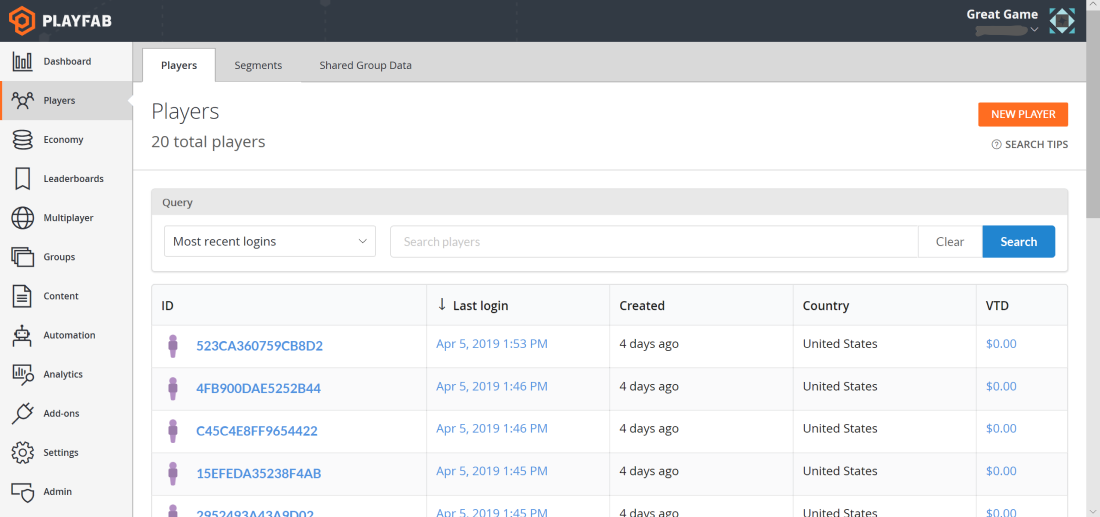 PLAYFAB
Great Game
Dashboard
Players
Economy
Leaderboards
Multiplayer
Groups
Content
Automation
Analytics
Add-ons
Settings
Admin
Players Segments Shared Group Data
Players
20 total players
NEW PLAYER
SEARCH TIPS
Query
Most recent logins Search players Clear Search
ID Last login Created Country VTD
523CA360759CB8D2 Apr 5, 2019 1:53 PM 4 days ago United States $0.00
4FB900DAE5252B44 Apr 5, 2019 1:46 PM 4 days ago United States $0.00
C45C4E8FF9654422 Apr 5, 2019 1:46 PM 4 days ago United States $0.00
15EFEDA35238F4AB Apr 5, 2019 1:45 PM 4 days ago United States $0.00
2952493A43A9D02 Apr 5, 2019 1:45 PM 4 days ago United States $0.00